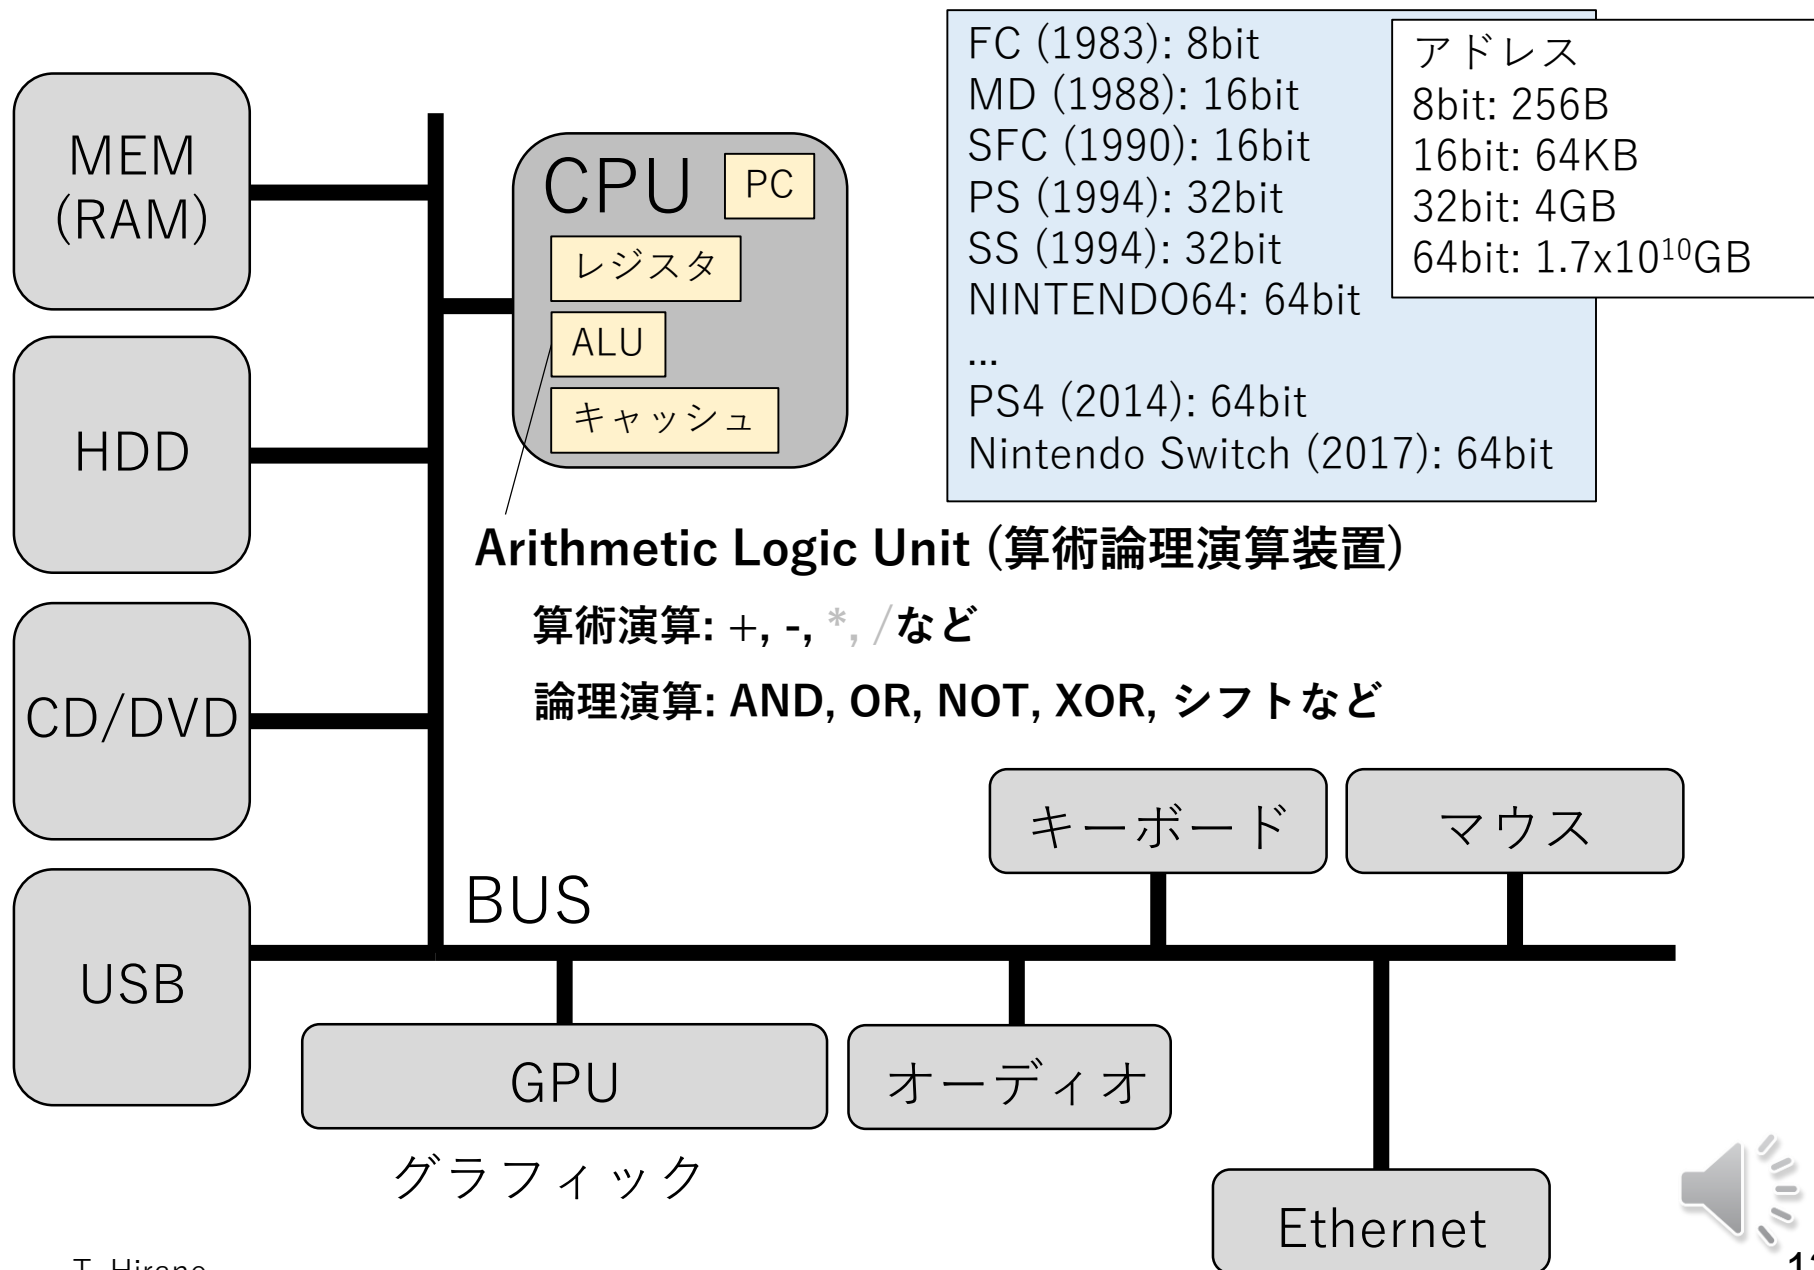 MEM
(RAM)
HDD
CD/DVD
USB
CPU
PC
レジスタ
ALU
キャッシュ
FC (1983): 8bit
MD (1988): 16bit
SFC (1990): 16bit
PS (1994): 32bit
SS (1994): 32bit
NINTENDO64: 64bit
...
PS4 (2014): 64bit
Nintendo Switch (2017): 64bit
アドレス
8bit: 256B
16bit: 64KB
32bit: 4GB
64bit: 1.7x10¹⁰GB
Arithmetic Logic Unit (算術論理演算装置)
算術演算: +, -, *, /など
論理演算: AND, OR, NOT, XOR, シフトなど
キーボード
マウス
BUS
GPU
オーディオ
グラフィック
Ethernet